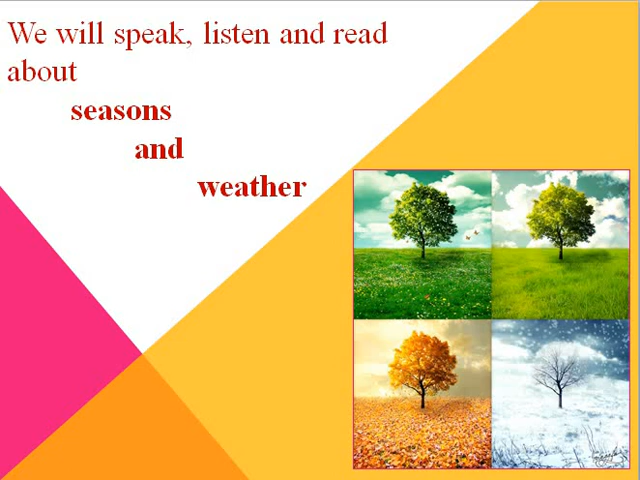 We will speak, listen and read
about
seasons
and
weather